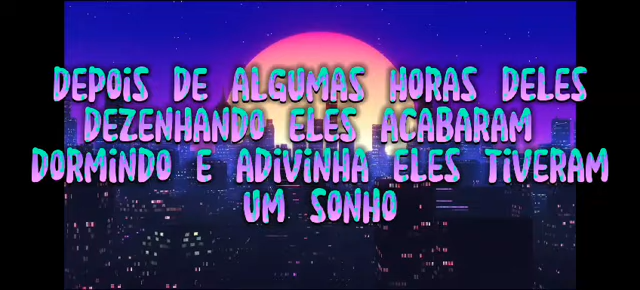 DEPOiS DE ALGUMAS HORAS DELES
DEZENHANDO ELES ACABARAM
DORMiNDO E ADiViNHA ELES TiVERAM
UM SONHO